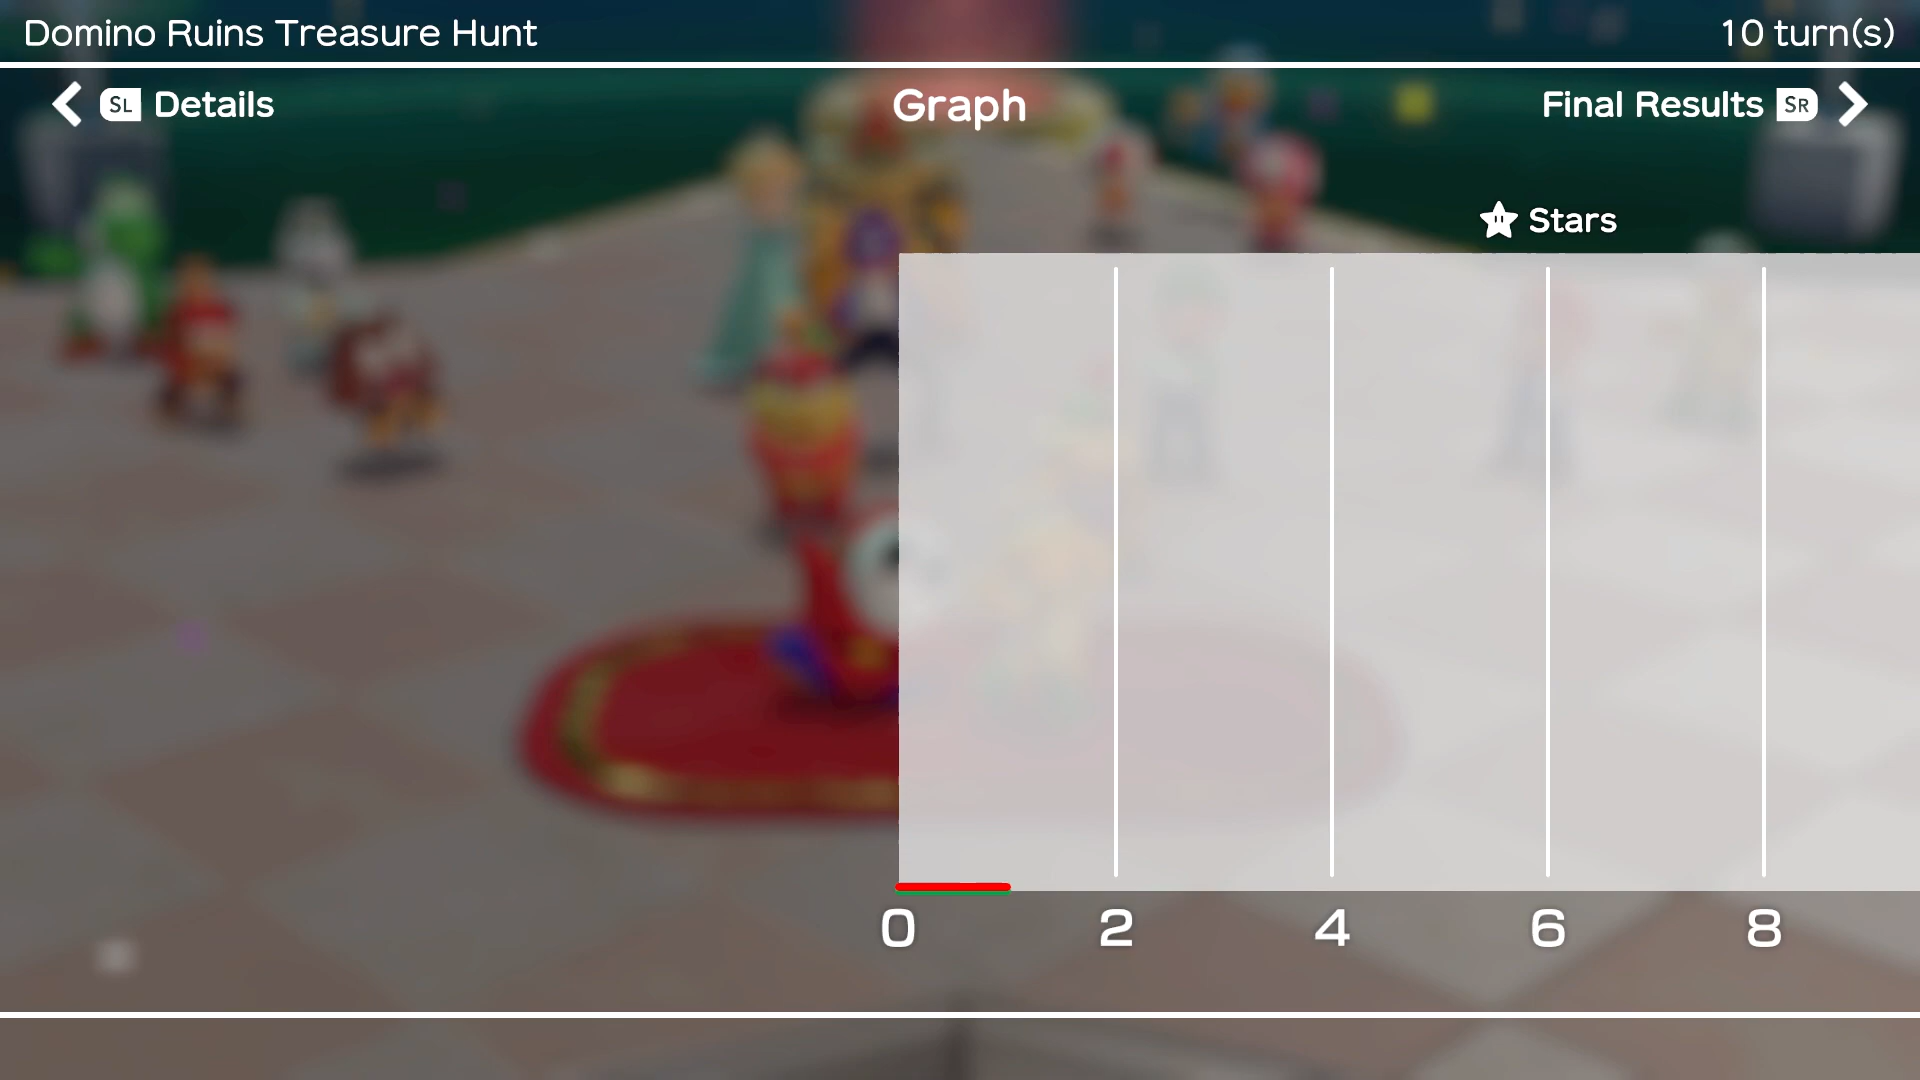 Domino Ruins Treasure Hunt
10 turn(s)
SL Details
Graph
Final Results SR
Stars
0 2 4 6 8